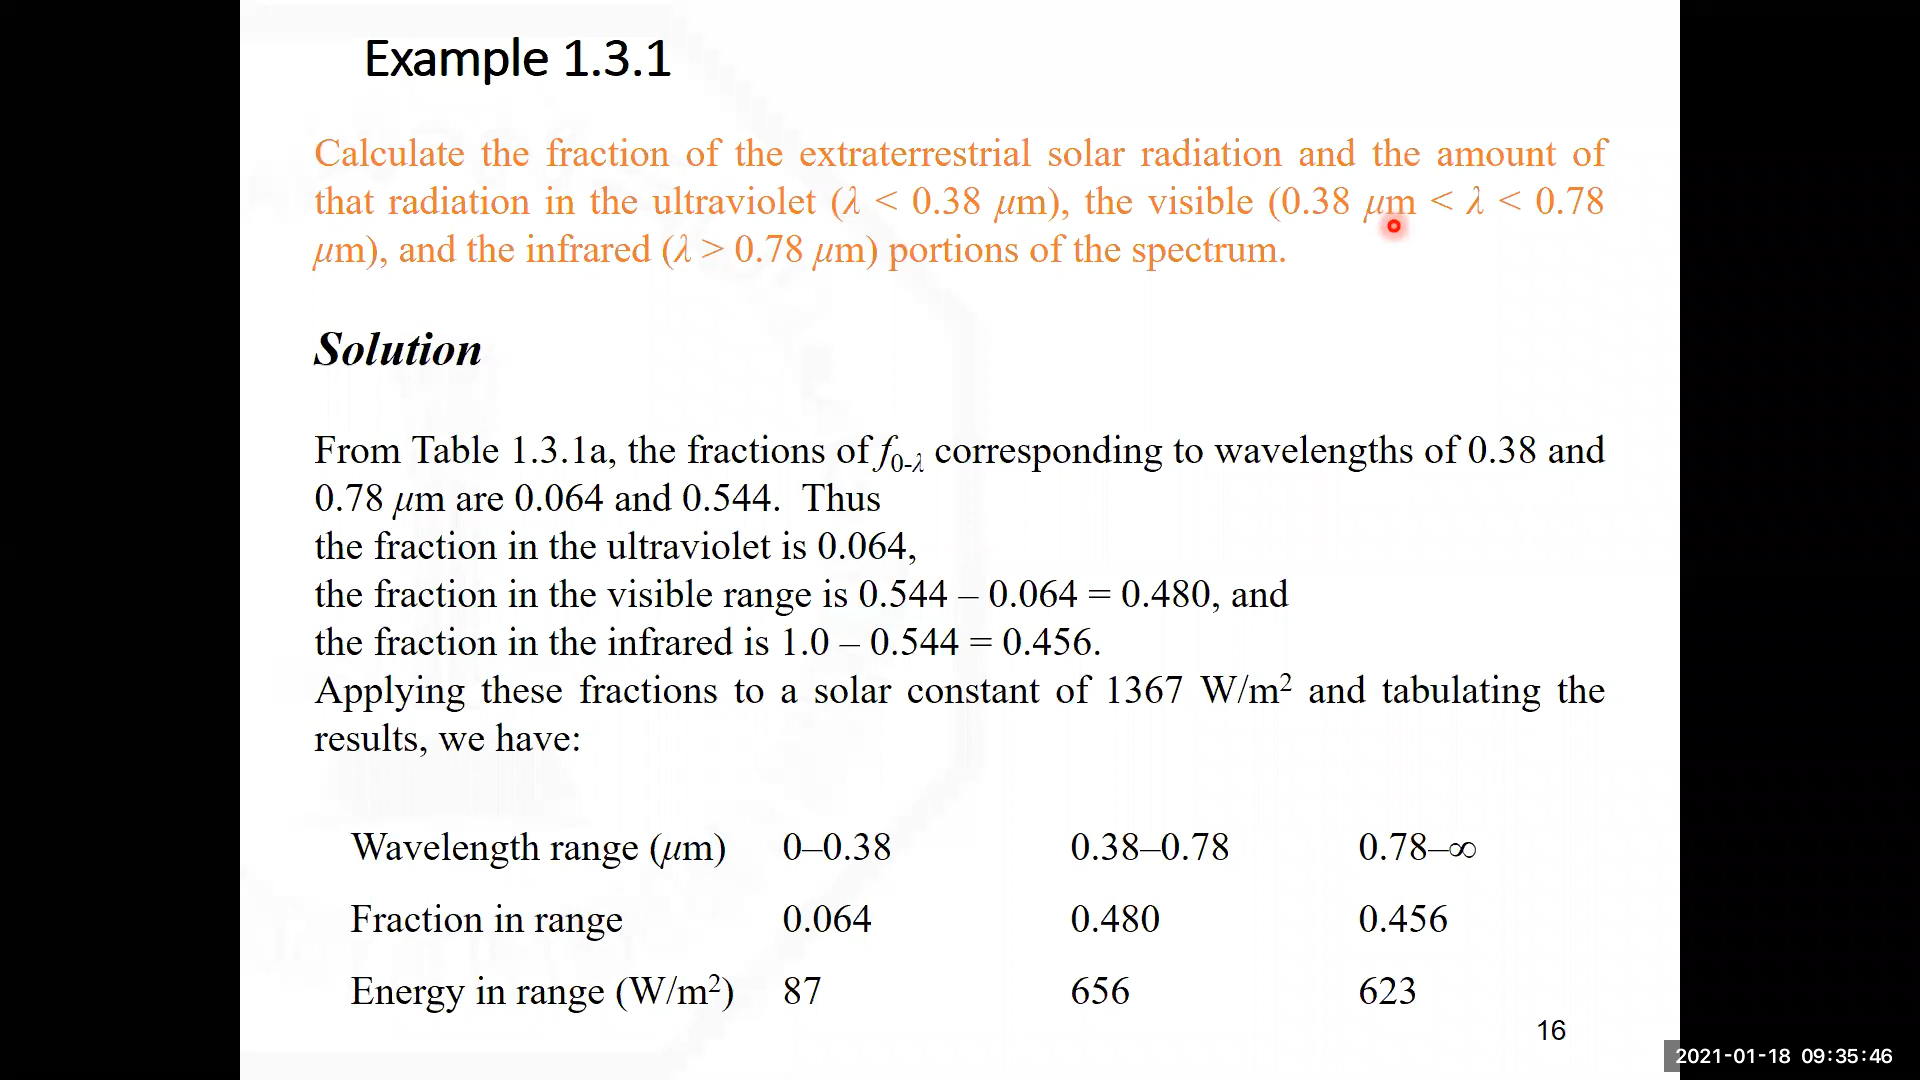 Example 1.3.1
Calculate the fraction of the extraterrestrial solar radiation and the amount of
that radiation in the ultraviolet (λ < 0.38 μm), the visible (0.38 μm < λ < 0.78
μm), and the infrared (λ > 0.78 μm) portions of the spectrum.
Solution
From Table 1.3.1a, the fractions of f0-λ corresponding to wavelengths of 0.38 and
0.78 μm are 0.064 and 0.544. Thus
the fraction in the ultraviolet is 0.064,
the fraction in the visible range is 0.544 – 0.064 = 0.480, and
the fraction in the infrared is 1.0 – 0.544 = 0.456.
Applying these fractions to a solar constant of 1367 W/m² and tabulating the
results, we have:
Wavelength range (μm) 0–0.38 0.38–0.78 0.78–∞
Fraction in range 0.064 0.480 0.456
Energy in range (W/m²) 87 656 623
16
2021-01-18 09:35:46